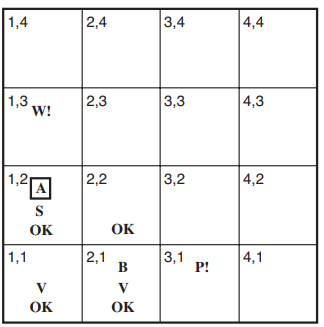 1,4 2,4 3,4 4,4
1,3 W! 2,3 3,3 4,3
1,2 A 2,2 3,2 4,2
S
OK OK
1,1 2,1 B 3,1 P! 4,1
V V
OK OK